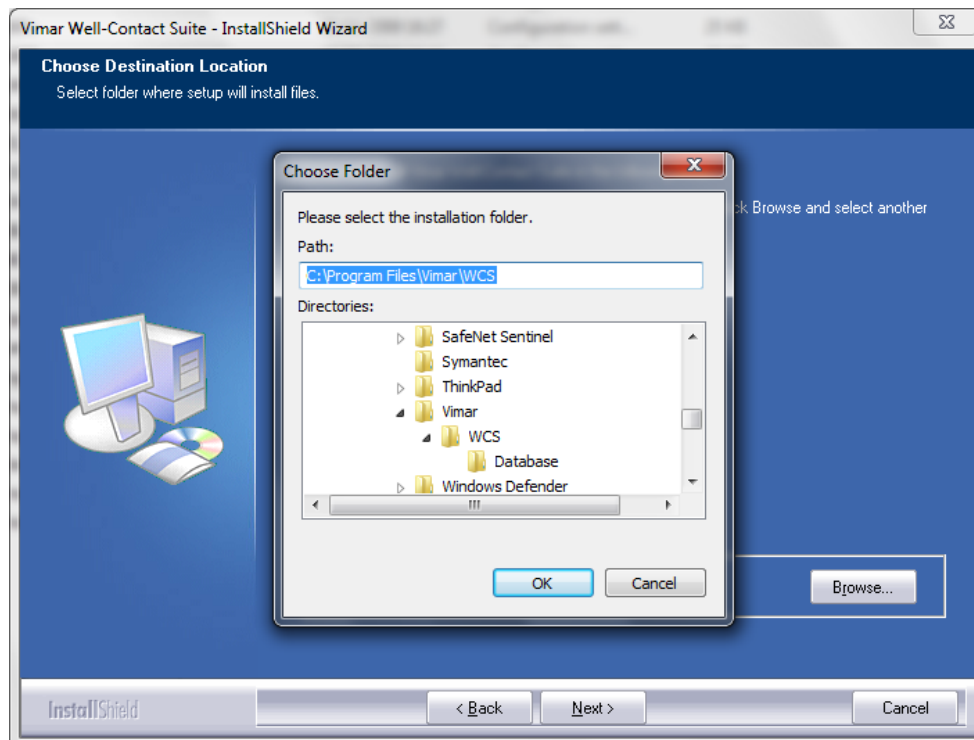 Vimar Well-Contact Suite - InstallShield Wizard
Choose Destination Location
Select folder where setup will install files.
Choose Folder
Please select the installation folder.
Browse and select another
Path:
C:\Program Files\Vimar\WCS
Directories:
SafeNet Sentinel
Symantec
ThinkPad
Vimar
WCS
Database
Windows Defender
OK Cancel
Browse...
InstallShield
< Back Next > Cancel